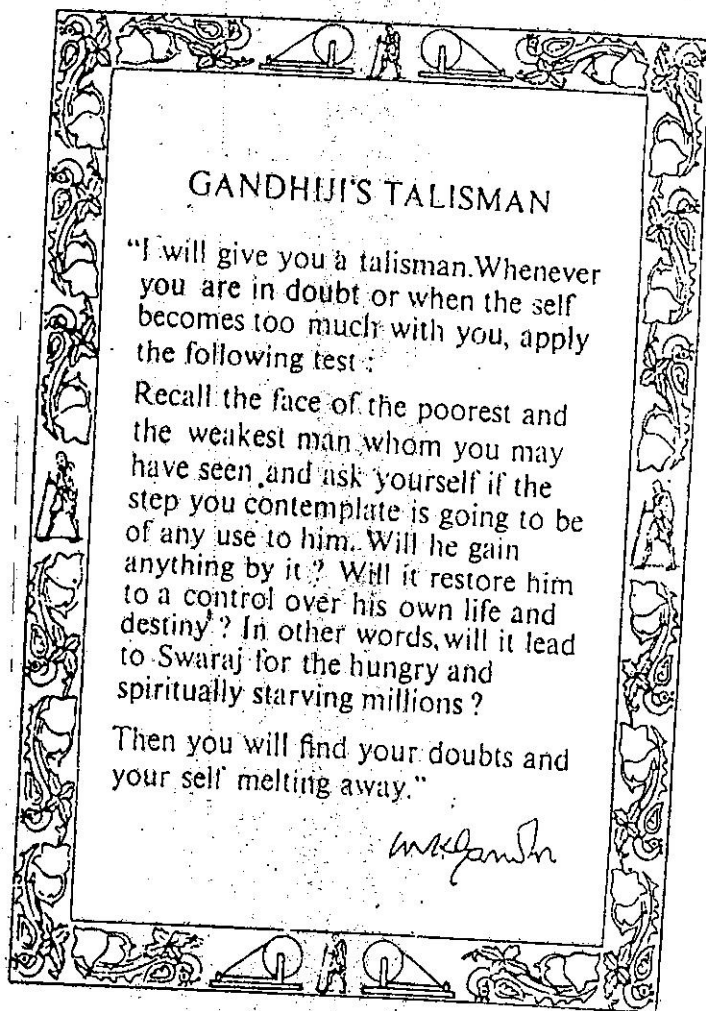 GANDHIJI'S TALISMAN
"I will give you a talisman. Whenever
you are in doubt or when the self
becomes too much with you, apply
the following test :
Recall the face of the poorest and
the weakest man whom you may
have seen, and ask yourself if the
step you contemplate is going to be
of any use to him. Will he gain
anything by it ? Will it restore him
to a control over his own life and
destiny ? In other words, will it lead
to Swaraj for the hungry and
spiritually starving millions ?
Then you will find your doubts and
your self melting away."
MKGandhi